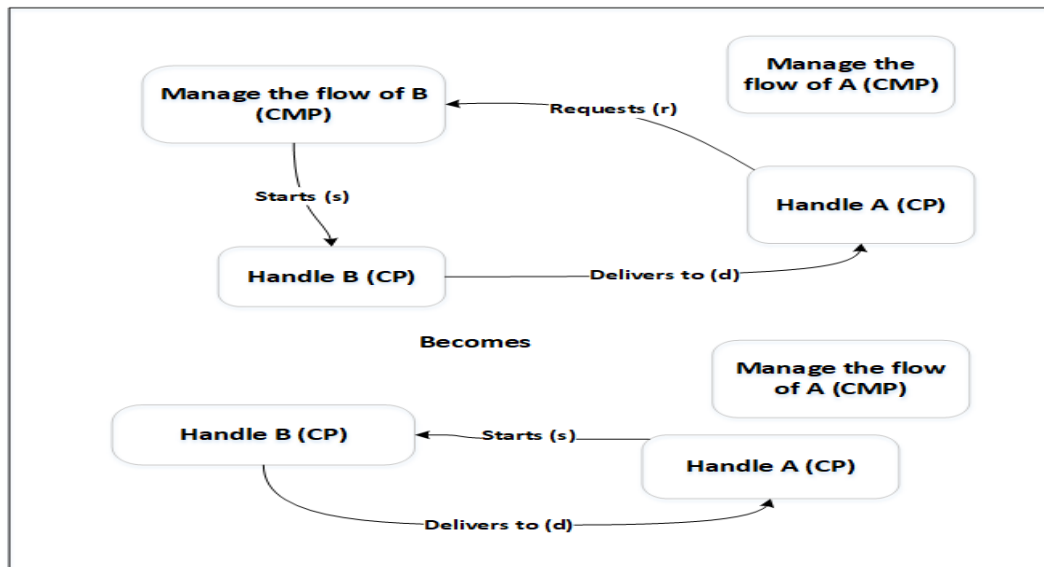 Manage the flow of B
(CMP)
Manage the
flow of A (CMP)
Requests (r)
Starts (s)
Handle A (CP)
Handle B (CP)
Delivers to (d)
Becomes
Manage the flow
of A (CMP)
Handle B (CP)
Starts (s)
Handle A (CP)
Delivers to (d)